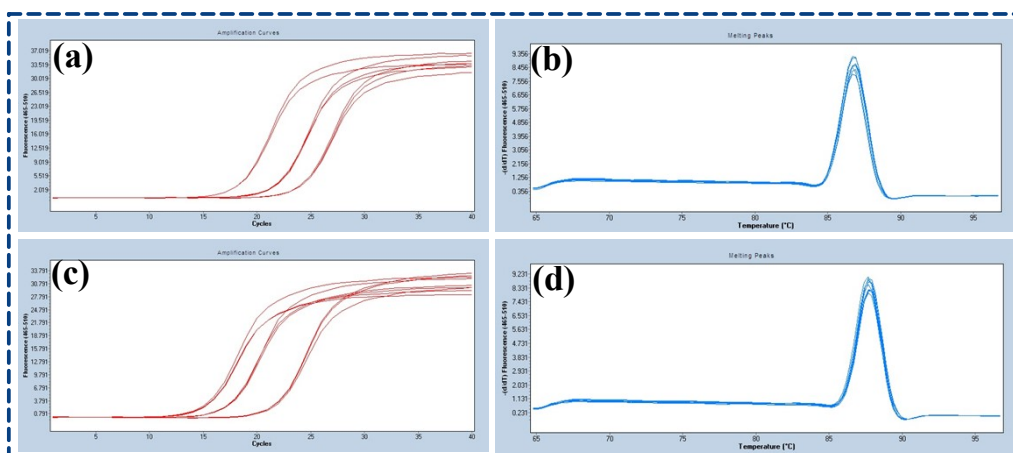 Amplification Curves
(a)
Fluorescence (465-510)
37.019
33.519
30.019
26.519
23.019
19.519
16.019
12.519
9.019
5.519
2.019
5 10 15 20 25 30 35 40
Cycles
Melting Peaks
(b)
-(d/dT) Fluorescence (465-510)
9.356
8.456
7.556
6.656
5.756
4.856
3.956
3.056
2.156
1.256
0.356
65 70 75 80 85 90 95
Temperature (°C)
Amplification Curves
(c)
Fluorescence (465-510)
33.791
30.791
27.791
24.791
21.791
18.791
15.791
12.791
9.791
6.791
3.791
0.791
5 10 15 20 25 30 35 40
Cycles
Melting Peaks
(d)
-(d/dT) Fluorescence (465-510)
9.231
8.331
7.431
6.531
5.631
4.731
3.831
2.931
2.031
1.131
0.231
65 70 75 80 85 90 95
Temperature (°C)